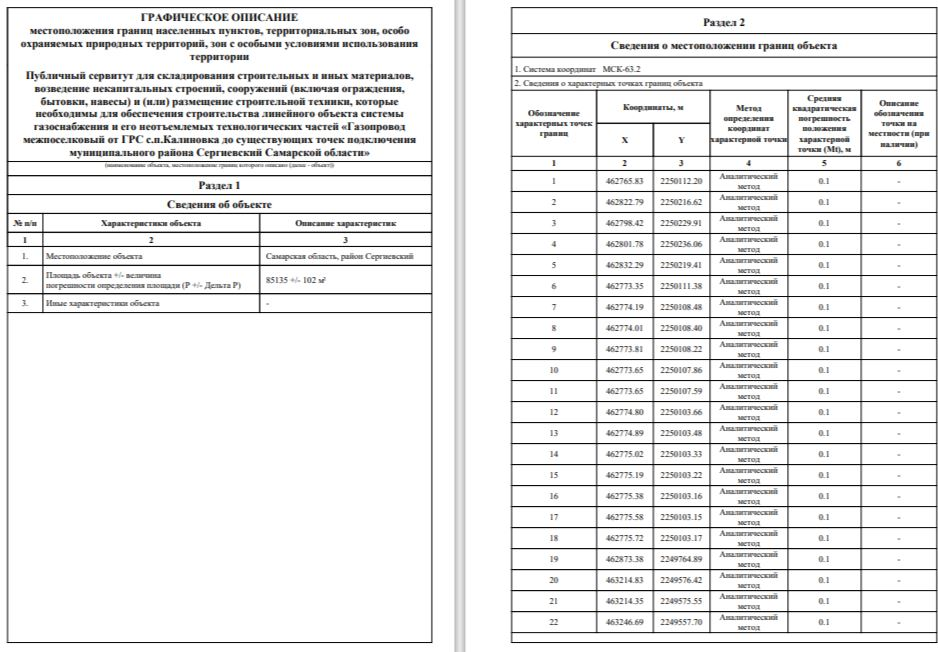 ГРАФИЧЕСКОЕ ОПИСАНИЕ
местоположения границ населенных пунктов, территориальных зон, особо
охраняемых природных территорий, зон с особыми условиями использования
территории
Публичный сервитут для складирования строительных и иных материалов,
возведение некапитальных строений, сооружений (включая ограждения,
бытовки, навесы) и (или) размещение строительной техники, которые
необходимы для обеспечения строительства линейного объекта системы
газоснабжения и его неотъемлемых технологических частей «Газопровод
межпоселковый от ГРС с.п.Калиновка до существующих точек подключения
муниципального района Сергиевский Самарской области»
(наименование объекта, местоположение границ которого описано (далее - объект))
Раздел 1
Сведения об объекте
№ п/п Характеристики объекта Описание характеристик
1 2 3
1. Местоположение объекта Самарская область, район Сергиевский
2. Площадь объекта +/- величина
погрешности определения площади (P +/- Дельта P) 85135 +/- 102 м²
3. Иные характеристики объекта -
Раздел 2
Сведения о местоположении границ объекта
1. Система координат МСК-63.2
2. Сведения о характерных точках границ объекта
Обозначение
характерных точек
границ
Координаты, м
X Y
Метод
определения
координат
характерной точки
Средняя
квадратическая
погрешность
положения
характерной
точки (Mt), м
Описание
обозначения
точки на
местности (при
наличии)
1 2 3 4 5 6
1 462765.83 2250112.20 Аналитический метод 0.1 -
2 462822.79 2250216.62 Аналитический метод 0.1 -
3 462798.42 2250229.91 Аналитический метод 0.1 -
4 462801.78 2250236.06 Аналитический метод 0.1 -
5 462832.29 2250219.41 Аналитический метод 0.1 -
6 462773.35 2250111.38 Аналитический метод 0.1 -
7 462774.19 2250108.48 Аналитический метод 0.1 -
8 462774.01 2250108.40 Аналитический метод 0.1 -
9 462773.81 2250108.22 Аналитический метод 0.1 -
10 462773.65 2250107.86 Аналитический метод 0.1 -
11 462773.65 2250107.59 Аналитический метод 0.1 -
12 462774.80 2250103.66 Аналитический метод 0.1 -
13 462774.89 2250103.48 Аналитический метод 0.1 -
14 462775.02 2250103.33 Аналитический метод 0.1 -
15 462775.19 2250103.22 Аналитический метод 0.1 -
16 462775.38 2250103.16 Аналитический метод 0.1 -
17 462775.58 2250103.15 Аналитический метод 0.1 -
18 462775.72 2250103.17 Аналитический метод 0.1 -
19 462873.38 2249764.89 Аналитический метод 0.1 -
20 463214.83 2249576.42 Аналитический метод 0.1 -
21 463214.35 2249575.55 Аналитический метод 0.1 -
22 463246.69 2249557.70 Аналитический метод 0.1 -